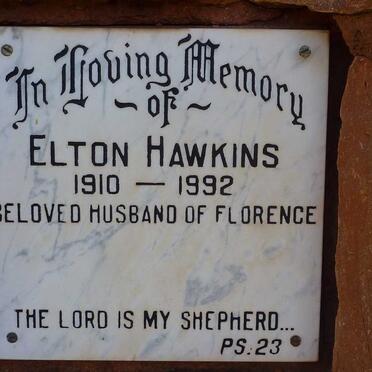 In Loving Memory
~ of ~
ELTON HAWKINS
1910 — 1992
BELOVED HUSBAND OF FLORENCE
THE LORD IS MY SHEPHERD...
PS:23